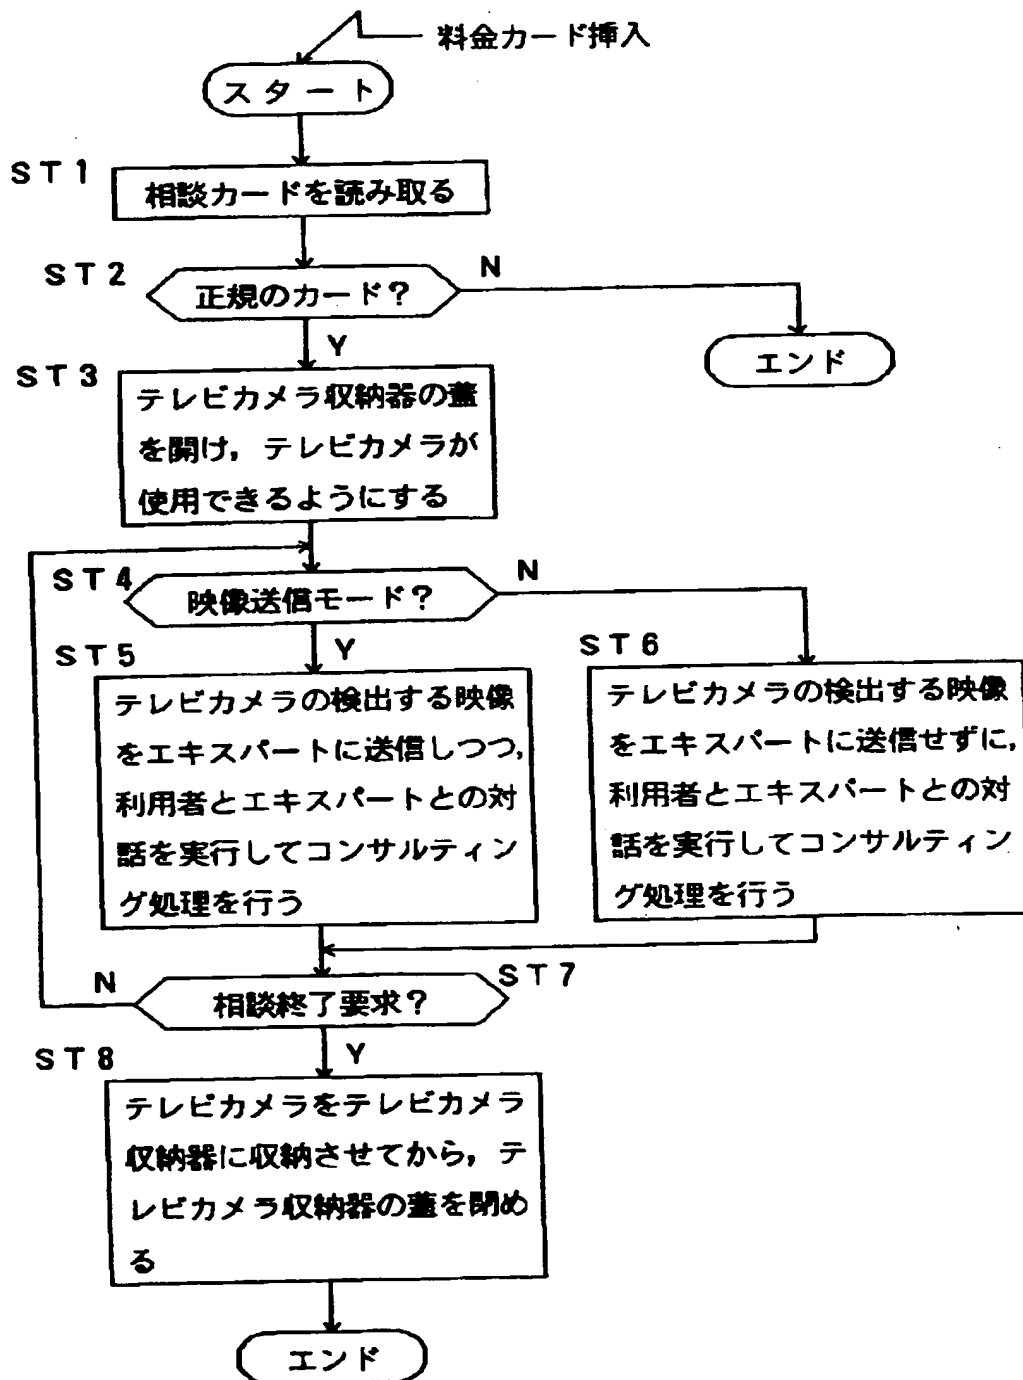 料金カード挿入
スタート
ST1
相談カードを読み取る
ST2
正規のカード?
N
Y
エンド
ST3
テレビカメラ収納器の蓋
を開け,テレビカメラが
使用できるようにする
ST4
映像送信モード?
N
Y
ST5
テレビカメラの検出する映像
をエキスパートに送信しつつ,
利用者とエキスパートとの対
話を実行してコンサルティン
グ処理を行う
ST6
テレビカメラの検出する映像
をエキスパートに送信せずに,
利用者とエキスパートとの対
話を実行してコンサルティン
グ処理を行う
ST7
相談終了要求?
N
Y
ST8
テレビカメラをテレビカメラ
収納器に収納させてから,テ
レビカメラ収納器の蓋を閉め
る
エンド